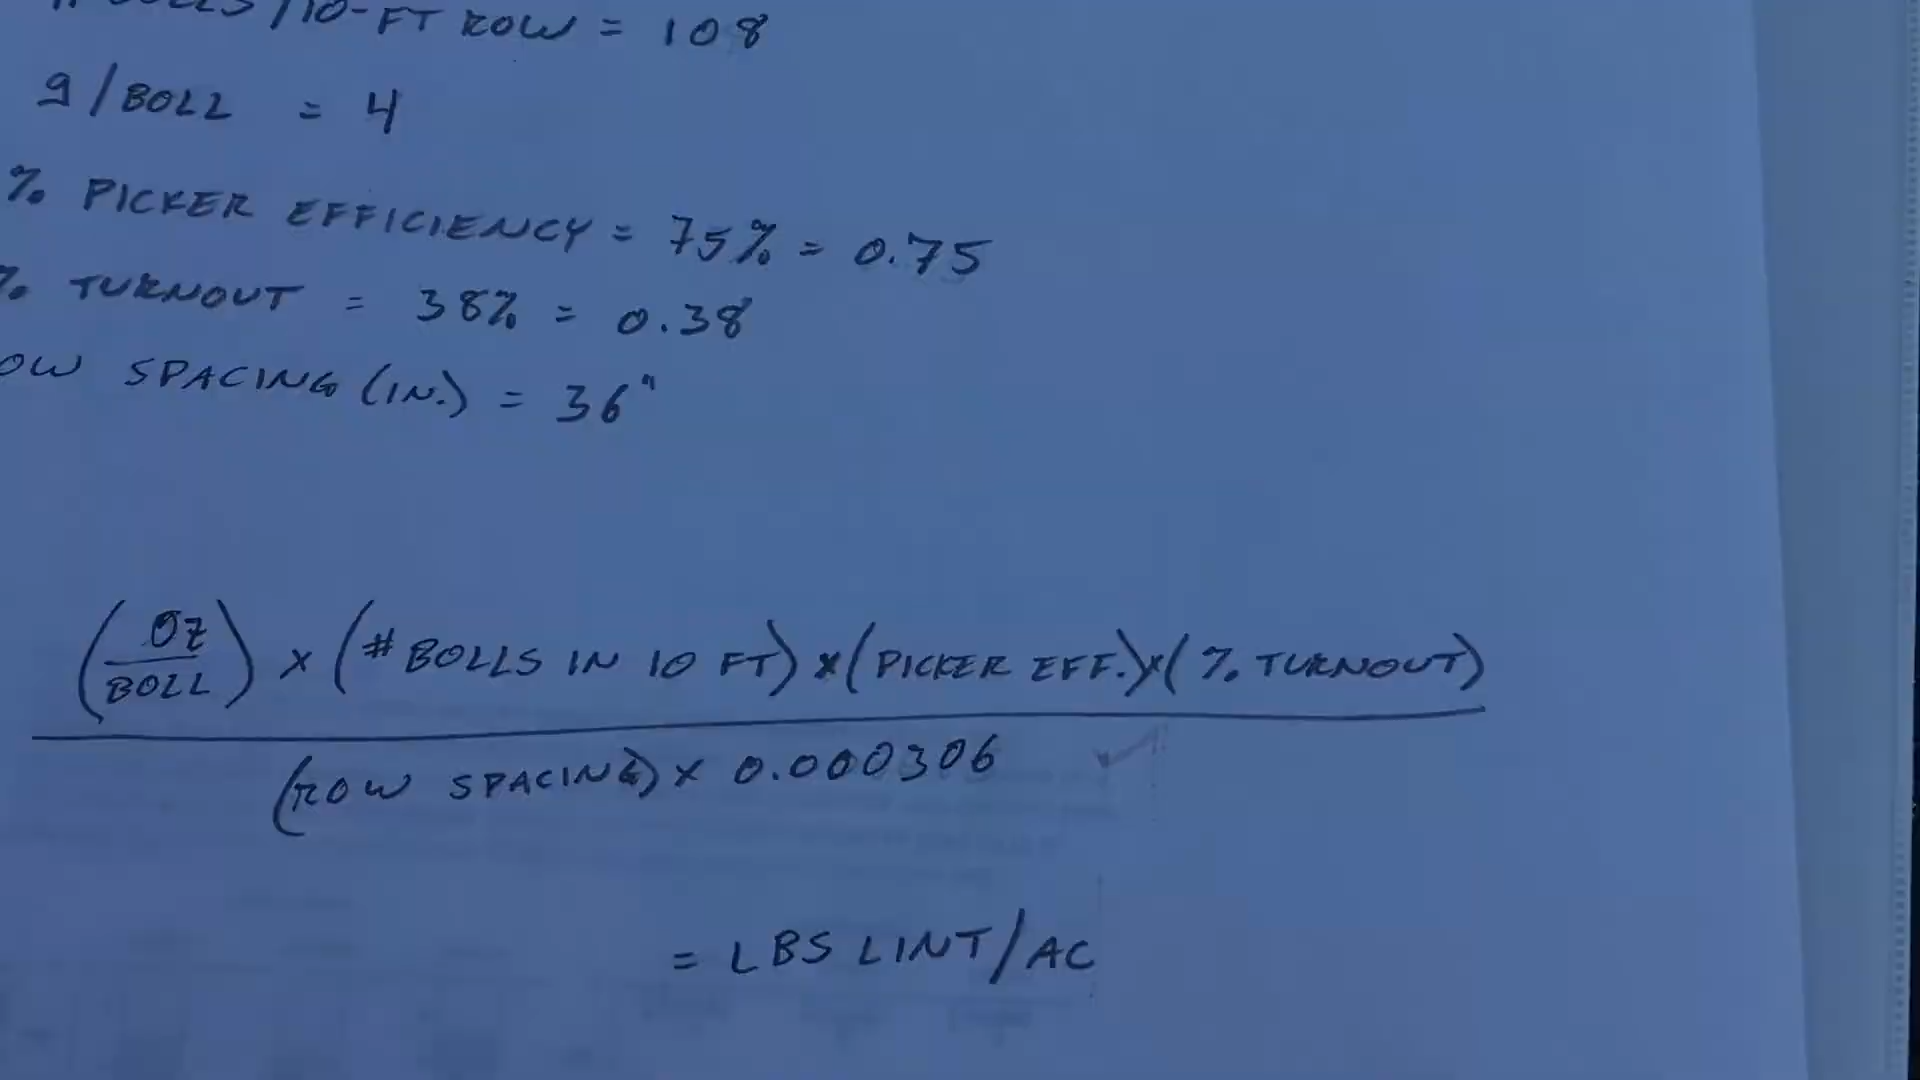 /10-FT ROW = 108
g/BOLL = 4
% PICKER EFFICIENCY = 75% = 0.75
% TURNOUT = 38% = 0.38
OW SPACING (IN.) = 36"
(OZ/BOLL) x (# BOLLS IN 10 FT) x (PICKER EFF.) x (% TURNOUT)
(ROW SPACING) x 0.000306
= LBS LINT/AC